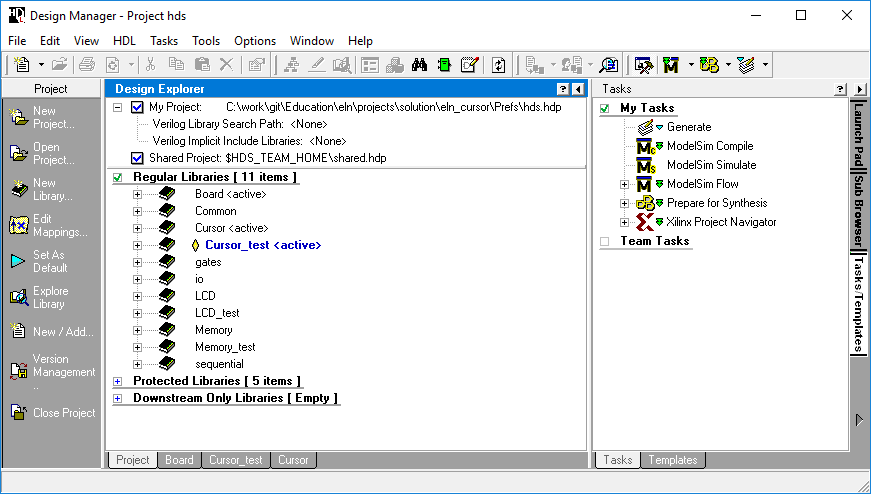 Design Manager - Project hds
File Edit View HDL Tasks Tools Options Window Help
Project
New
Project...
Open
Project...
New
Library...
Edit
Mappings...
Set As
Default
Explore
Library
New / Add...
Version
Management
..
Close Project
Design Explorer
My Project: C:\work\git\Education\eln\projects\solution\eln_cursor\Prefs\hds.hdp
Verilog Library Search Path: <None>
Verilog Implicit Include Libraries: <None>
Shared Project: $HDS_TEAM_HOME\shared.hdp
Regular Libraries [ 11 items ]
Board <active>
Common
Cursor <active>
Cursor_test <active>
gates
io
LCD
LCD_test
Memory
Memory_test
sequential
Protected Libraries [ 5 items ]
Downstream Only Libraries [ Empty ]
Project Board Cursor_test Cursor
Tasks
My Tasks
Generate
ModelSim Compile
ModelSim Simulate
ModelSim Flow
Prepare for Synthesis
Xilinx Project Navigator
Team Tasks
Tasks Templates
Launch Pad
Sub Browser
Tasks/Templates